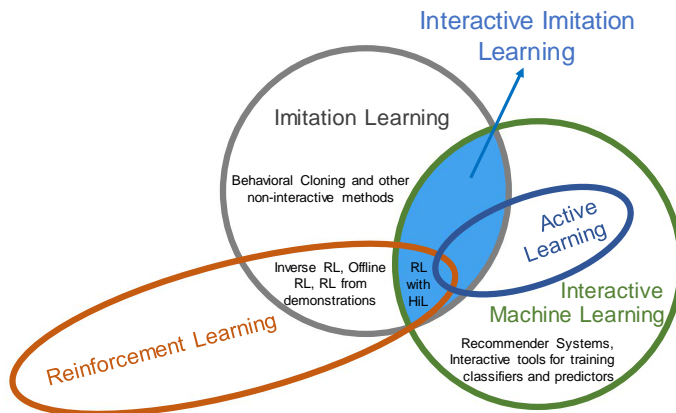 Interactive Imitation
Learning
Imitation Learning
Behavioral Cloning and other
non-interactive methods
Active
Learning
Inverse RL, Offline
RL, RL from
demonstrations
RL
with
HiL
Interactive
Machine Learning
Reinforcement Learning
Recommender Systems,
Interactive tools for training
classifiers and predictors